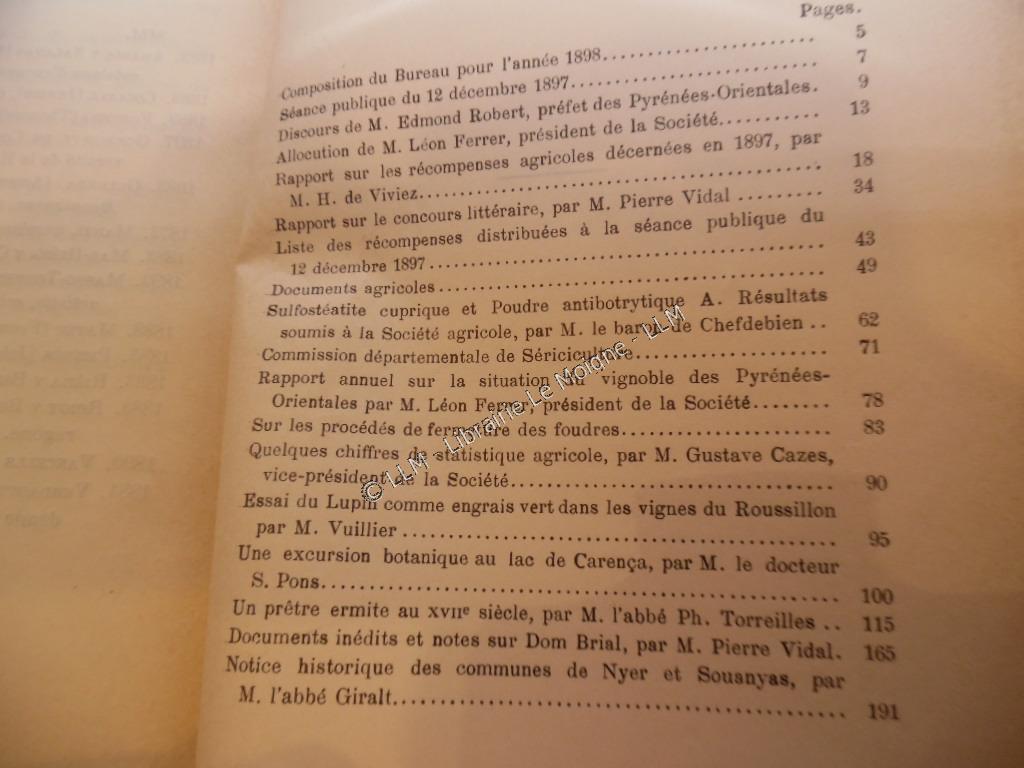 Pages.
Composition du Bureau pour l'année 1898.................... 5
Séance publique du 12 décembre 1897.................... 7
Discours de M. Edmond Robert, préfet des Pyrénées-Orientales. 9
Allocution de M. Léon Ferrer, président de la Société.......... 13
Rapport sur les récompenses agricoles décernées en 1897, par
M. H. de Viviez........................................ 18
Rapport sur le concours littéraire, par M. Pierre Vidal ........ 34
Liste des récompenses distribuées à la séance publique du
12 décembre 1897........................................ 43
Documents agricoles........................................ 49
Sulfostéatite cuprique et Poudre antibotrytique A. Résultats
soumis à la Société agricole, par M. le baron de Chefdebien .. 62
Commission départementale de Sériciculture.................... 71
Rapport annuel sur la situation du vignoble des Pyrénées-
Orientales par M. Léon Ferrer, président de la Société........ 78
Sur les procédés de fermeture des foudres.................... 83
Quelques chiffres de statistique agricole, par M. Gustave Cazes,
vice-président de la Société.............................. 90
Essai du Lupin comme engrais vert dans les vignes du Roussillon
par M. Vuillier ........................................ 95
Une excursion botanique au lac de Carença, par M. le docteur
S. Pons.................................................. 100
Un prêtre ermite au XVIIe siècle, par M. l'abbé Ph. Torreilles .. 115
Documents inédits et notes sur Dom Brial, par M. Pierre Vidal. 165
Notice historique des communes de Nyer et Souanyas, par
M. l'abbé Giralt........................................ 191
© LLM - Librairie Le Moigne - LLM